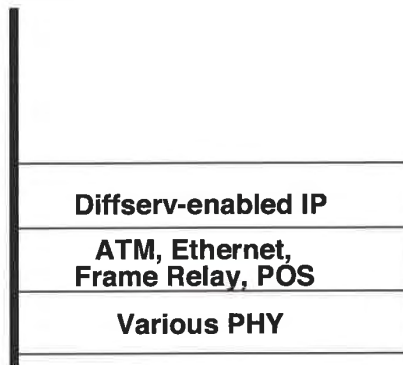 Diffserv-enabled IP
ATM, Ethernet,
Frame Relay, POS
Various PHY